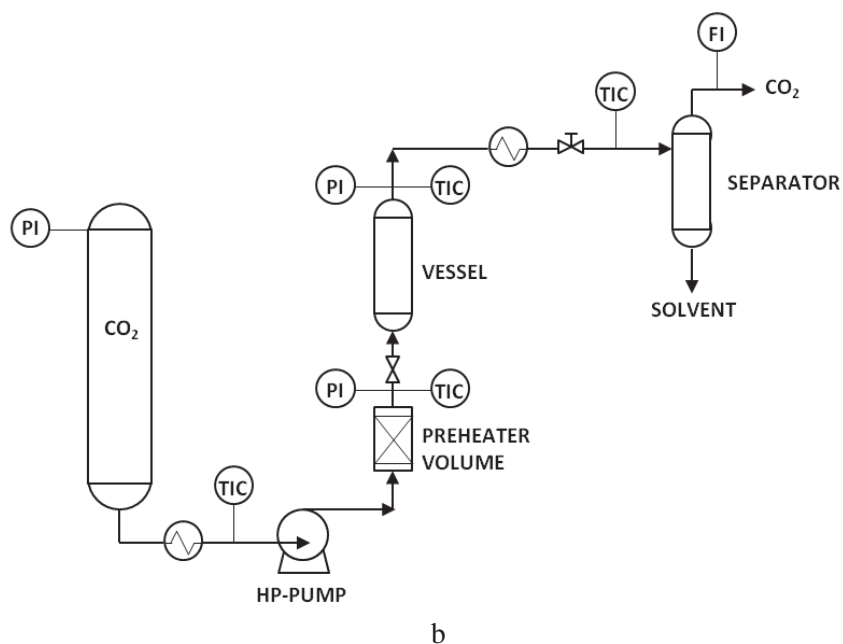 FI
CO₂
TIC
SEPARATOR
PI
TIC
PI
VESSEL
SOLVENT
CO₂
PI
TIC
PREHEATER
VOLUME
TIC
HP-PUMP
b